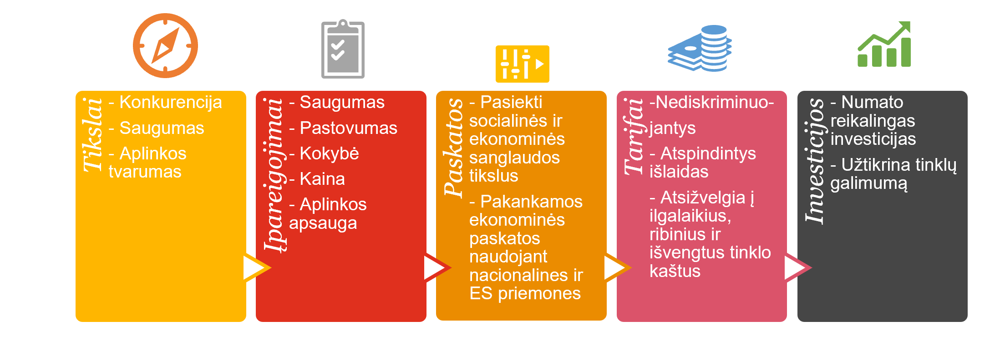 Tikslai
- Konkurencija
- Saugumas
- Aplinkos
tvarumas
Įpareigojimai
- Saugumas
- Pastovumas
- Kokybė
- Kaina
- Aplinkos
apsauga
Paskatos
- Pasiekti
socialinės ir
ekonominės
sanglaudos
tikslus
- Pakankamos
ekonominės
paskatos
naudojant
nacionalines ir
ES priemones
Tarifai
-Nediskriminuo-
jantys
- Atspindintys
išlaidas
- Atsižvelgia į
ilgalaikius,
ribinius ir
išvengtus tinklo
kaštus
Investicijos
- Numato
reikalingas
investicijas
- Užtikrina tinklų
galimumą